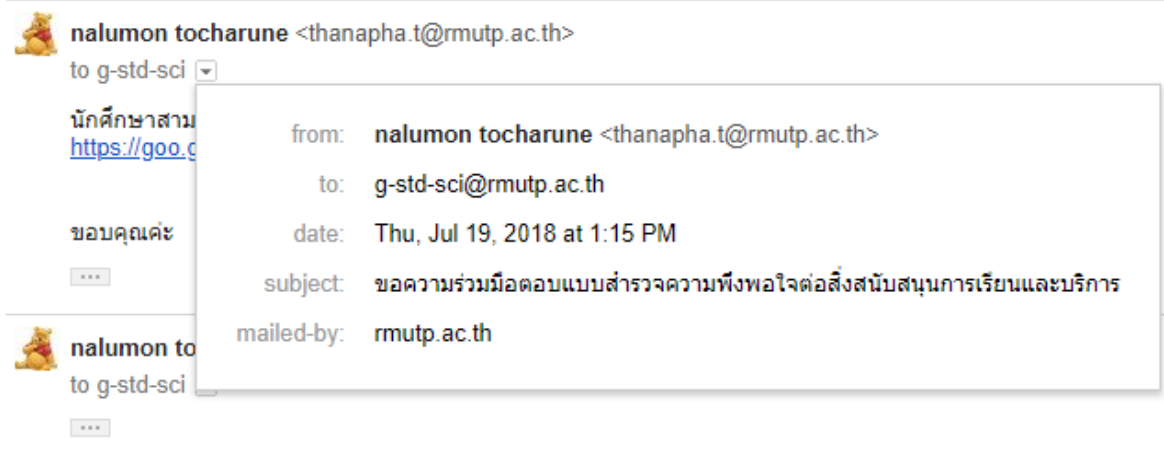 nalumon tocharune <thanapha.t@rmutp.ac.th>
to g-std-sci
นักศึกษาสาม
https://goo.g
ขอบคุณค่ะ
from: nalumon tocharune <thanapha.t@rmutp.ac.th>
to: g-std-sci@rmutp.ac.th
date: Thu, Jul 19, 2018 at 1:15 PM
subject: ขอความร่วมมือตอบแบบสำรวจความพึงพอใจต่อสิ่งสนับสนุนการเรียนและบริการ
mailed-by: rmutp.ac.th
nalumon to
to g-std-sci